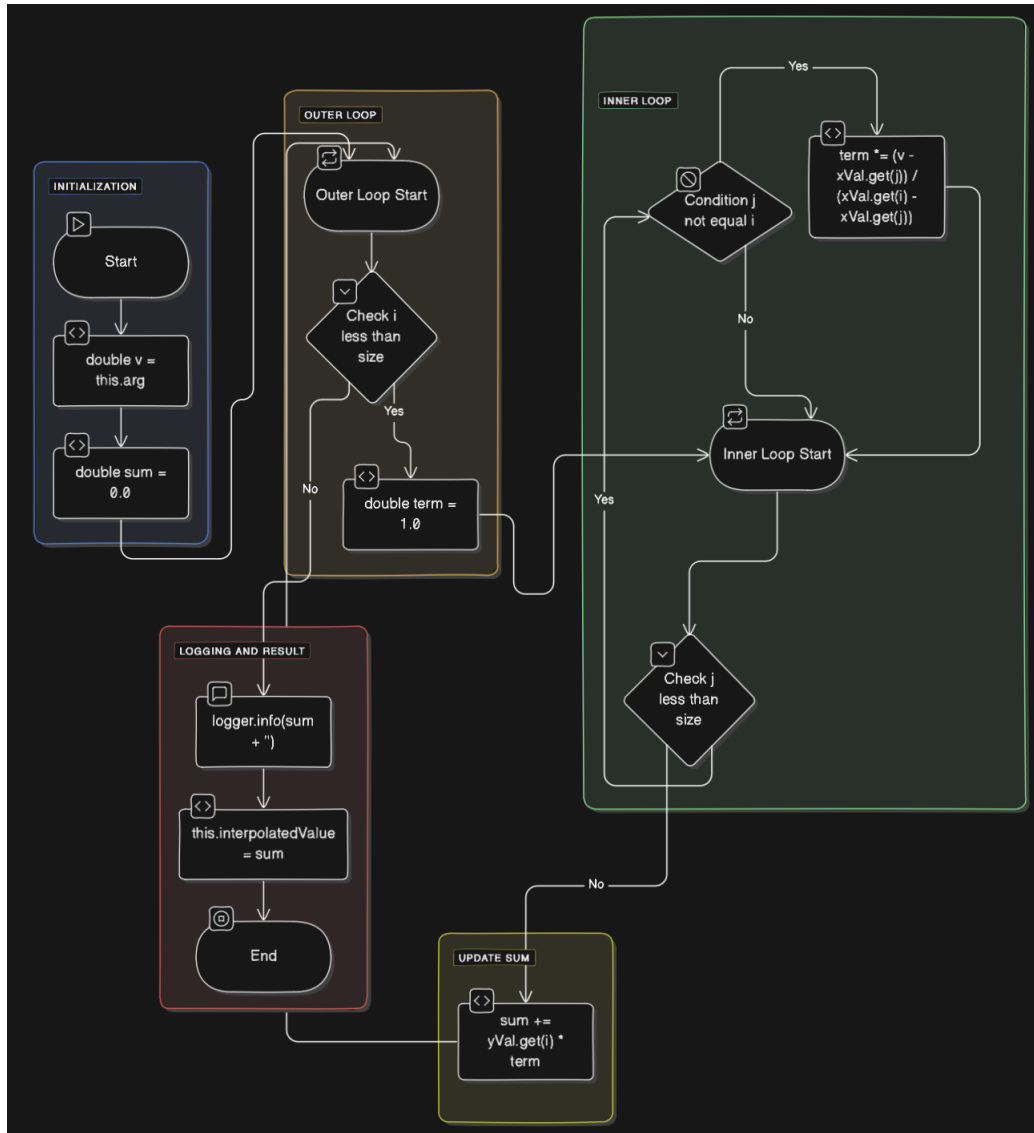 INITIALIZATION
Start
double v =
this.arg
double sum =
0.0
OUTER LOOP
Outer Loop Start
Check i
less than
size
Yes
No
double term =
1.0
INNER LOOP
Yes
Condition j
not equal i
term *= (v -
xVal.get(j)) /
(xVal.get(i) -
xVal.get(j))
No
Inner Loop Start
Yes
Check j
less than
size
No
LOGGING AND RESULT
logger.info(sum
+ '')
this.interpolatedValue
= sum
End
UPDATE SUM
sum +=
yVal.get(i) *
term